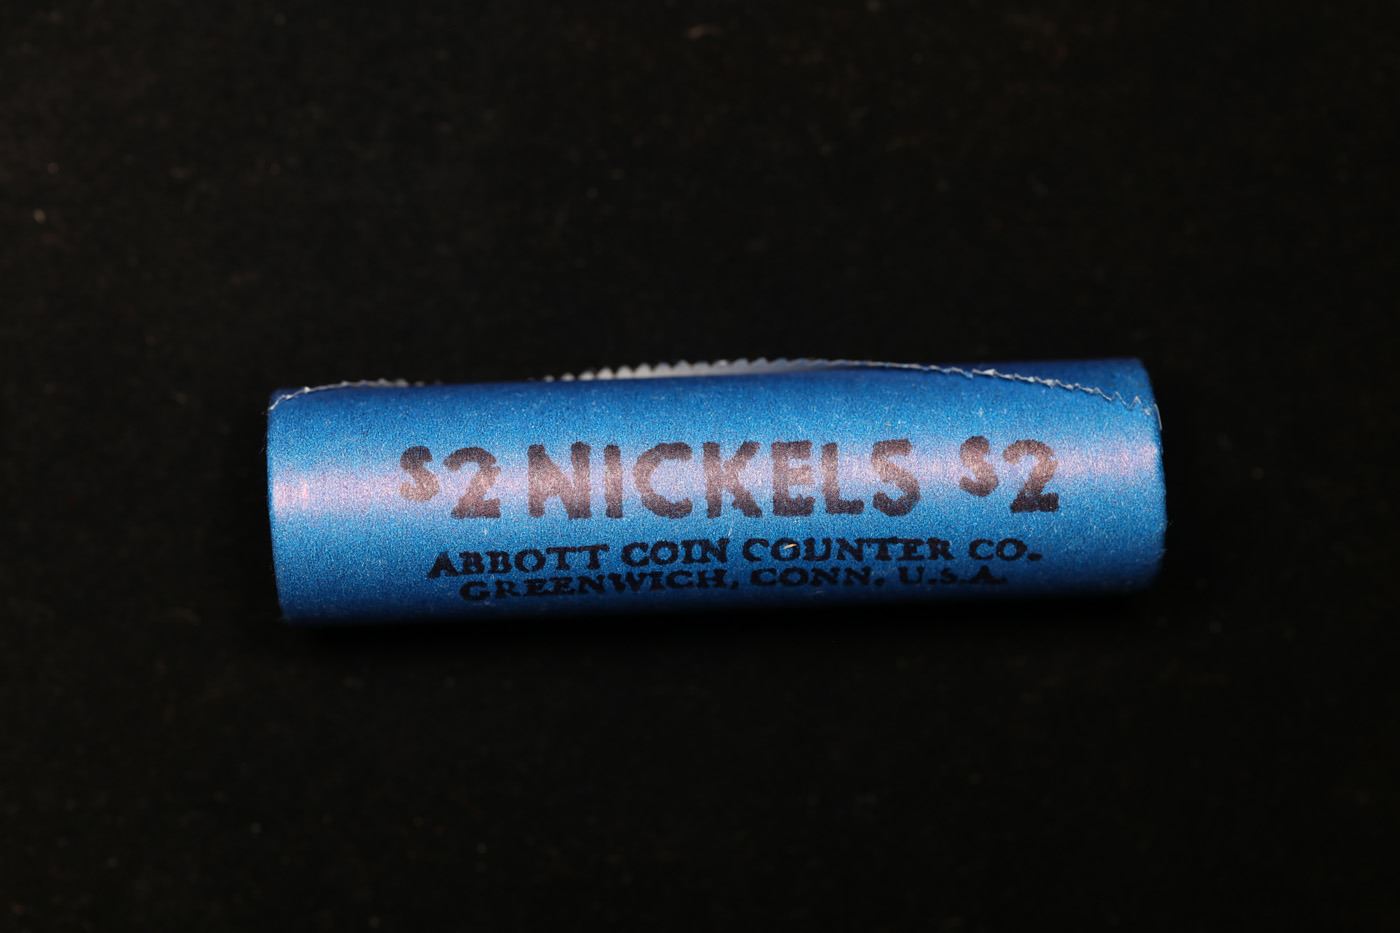 $2 NICKELS $2
ABBOTT COIN COUNTER CO.
GREENWICH, CONN. U.S.A.